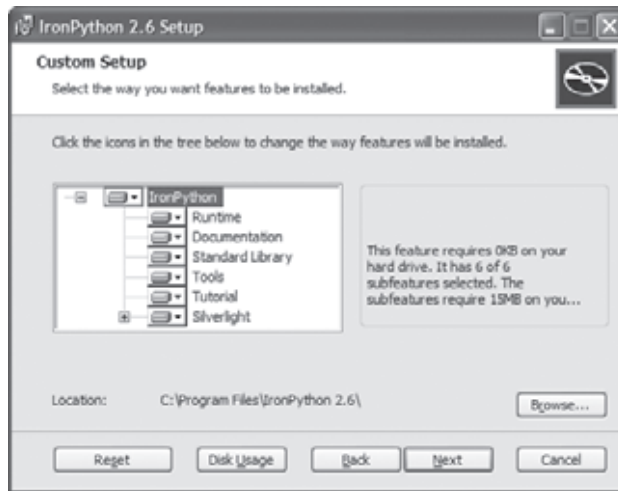 IronPython 2.6 Setup
Custom Setup
Select the way you want features to be installed.
Click the icons in the tree below to change the way features will be installed.
IronPython
Runtime
Documentation
Standard Library
Tools
Tutorial
Silverlight
This feature requires 0KB on your
hard drive. It has 6 of 6
subfeatures selected. The
subfeatures require 15MB on you...
Location: C:\Program Files\IronPython 2.6\
Browse...
Reset Disk Usage Back Next Cancel